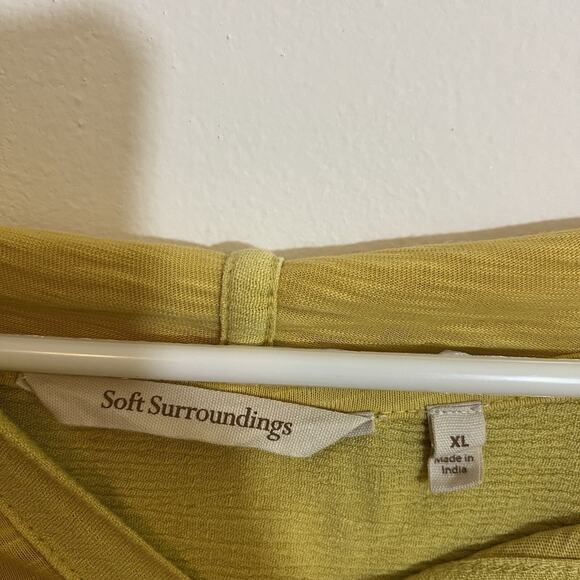 Soft Surroundings
XL
Made in
India